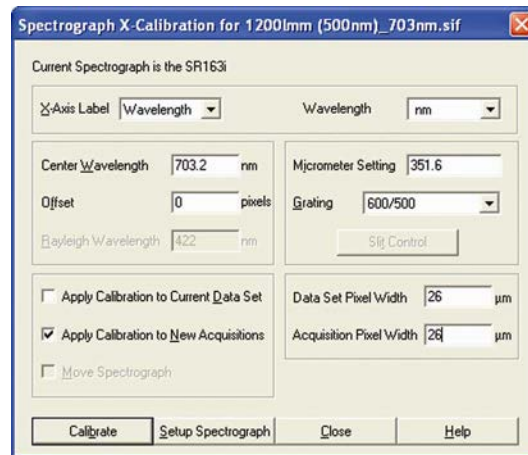 Spectrograph X-Calibration for 1200lmm (500nm)_703nm.sif
Current Spectrograph is the SR163i
X-Axis Label Wavelength Wavelength nm
Center Wavelength 703.2 nm
Offset 0 pixels
Rayleigh Wavelength 422 nm
Micrometer Setting 351.6
Grating 600/500
Slit Control
Apply Calibration to Current Data Set
Apply Calibration to New Acquisitions
Move Spectrograph
Data Set Pixel Width 26 µm
Acquisition Pixel Width 26 µm
Calibrate Setup Spectrograph Close Help